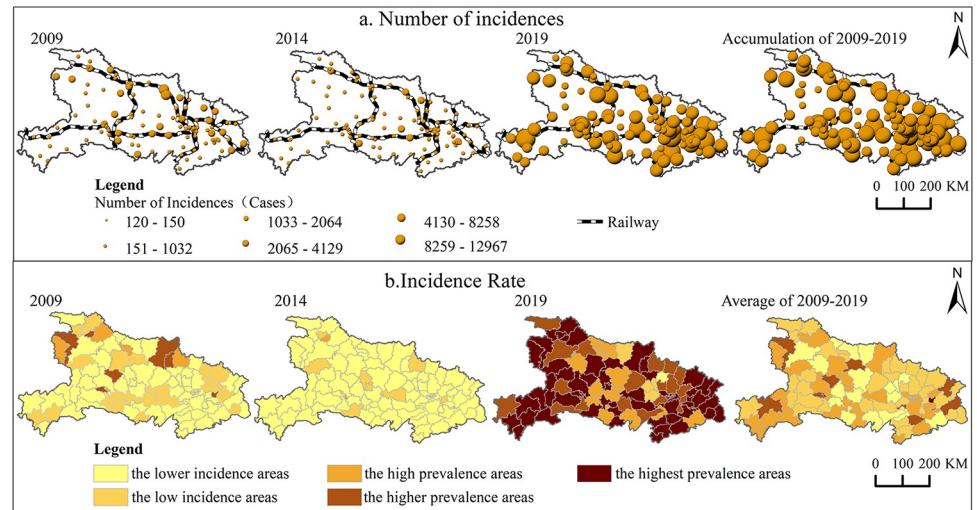 a. Number of incidences
N
2009
2014
2019
Accumulation of 2009-2019
Legend
Number of Incidences（Cases）
120 - 150
1033 - 2064
4130 - 8258
Railway
151 - 1032
2065 - 4129
8259 - 12967
0 100 200 KM
b.Incidence Rate
N
2009
2014
2019
Average of 2009-2019
Legend
the lower incidence areas
the high prevalence areas
the highest prevalence areas
the low incidence areas
the higher prevalence areas
0 100 200 KM